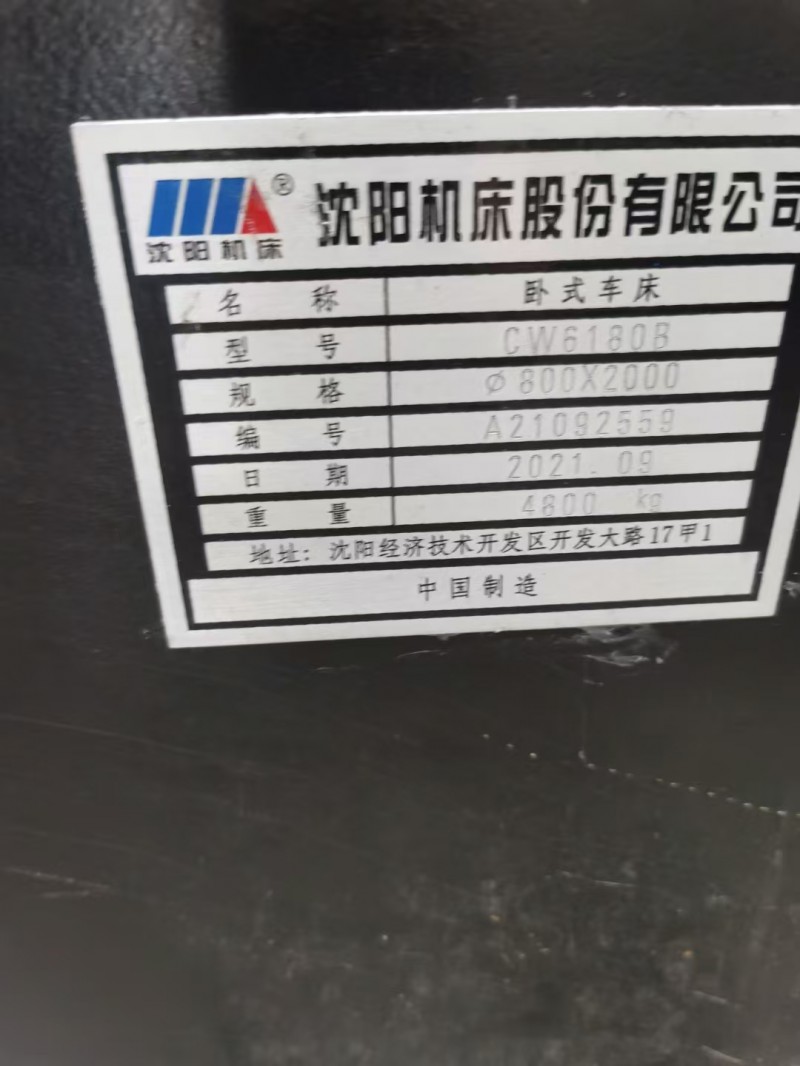 沈阳机床® 沈阳机床股份有限公司
名 称 卧式车床
型 号 CW6180B
规 格 Φ800X2000
编 号 A21092559
日 期 2021.09
重 量 4800 kg
地址：沈阳经济技术开发区开发大路17甲1
中国制造